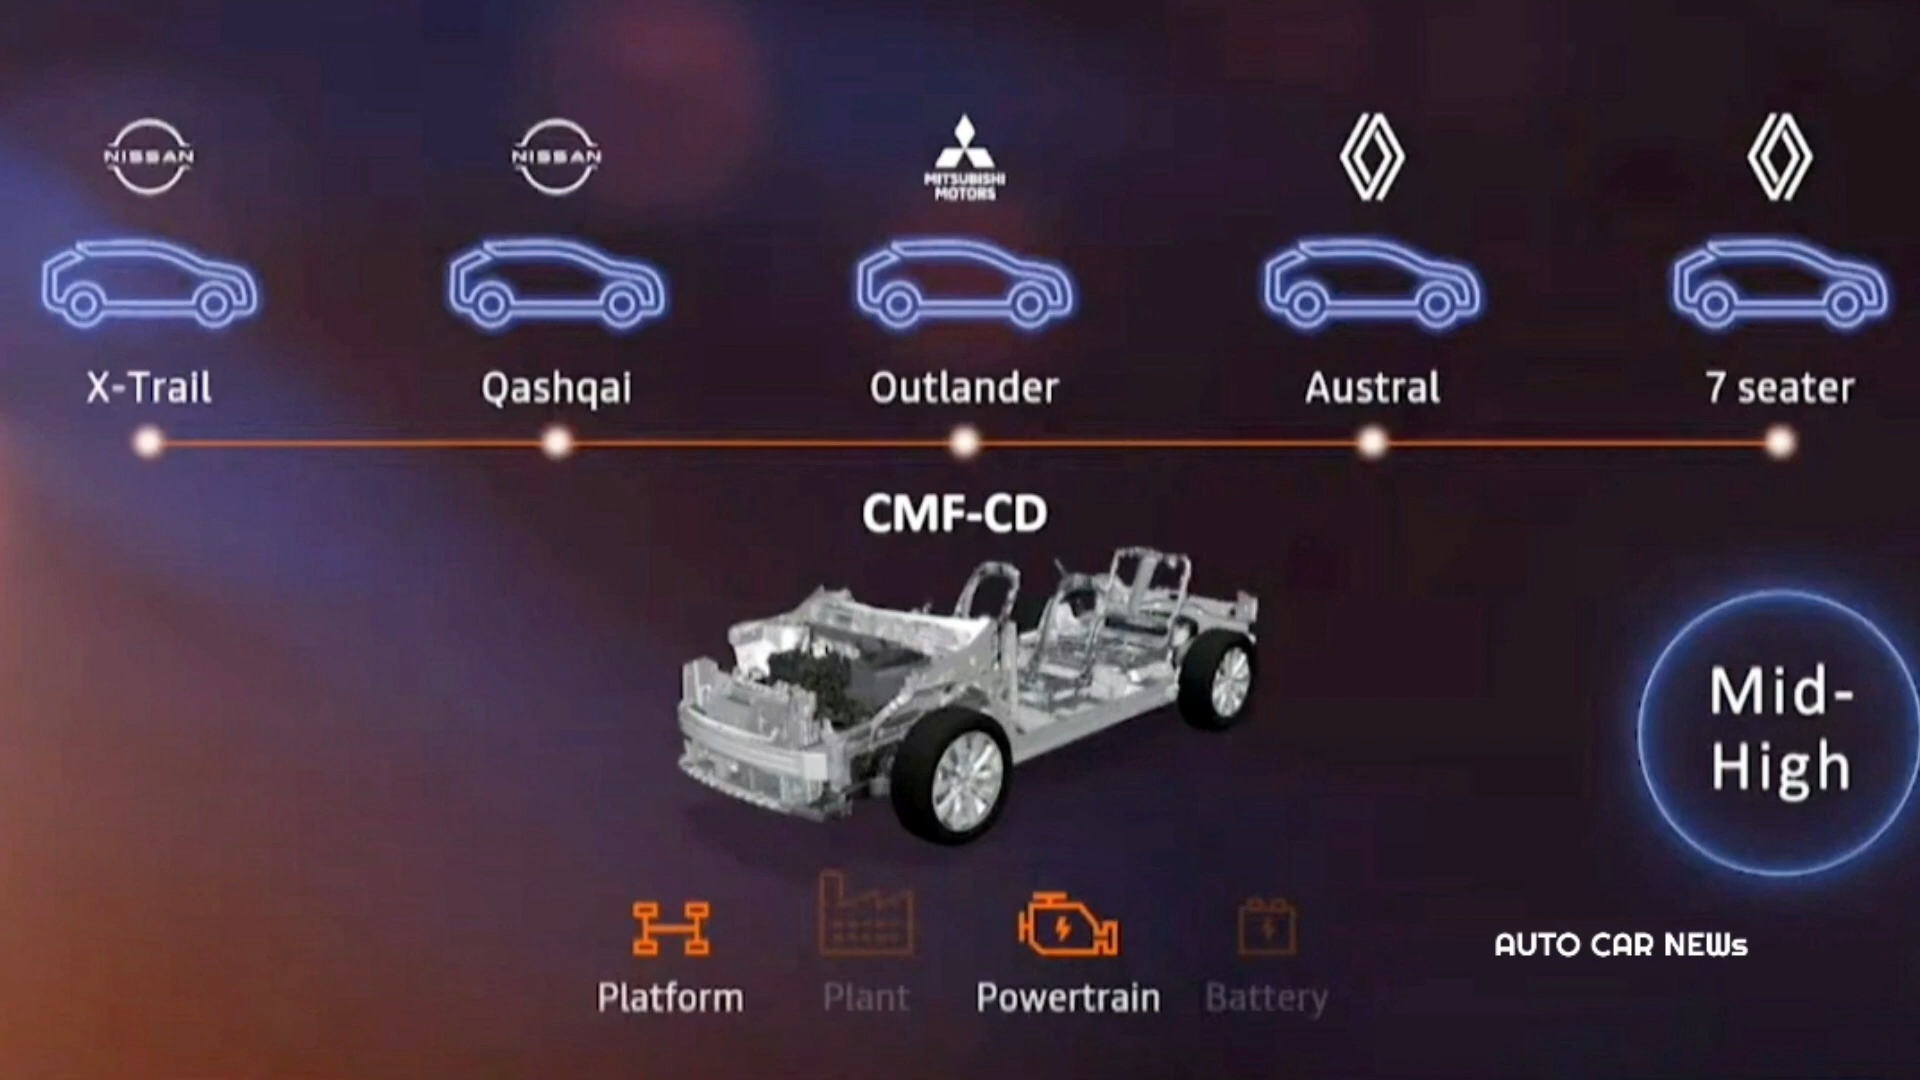 NISSAN
NISSAN
MITSUBISHI
MOTORS
X-Trail
Qashqai
Outlander
Austral
7 seater
CMF-CD
Mid-
High
AUTO CAR NEWs
Platform
Plant
Powertrain
Battery